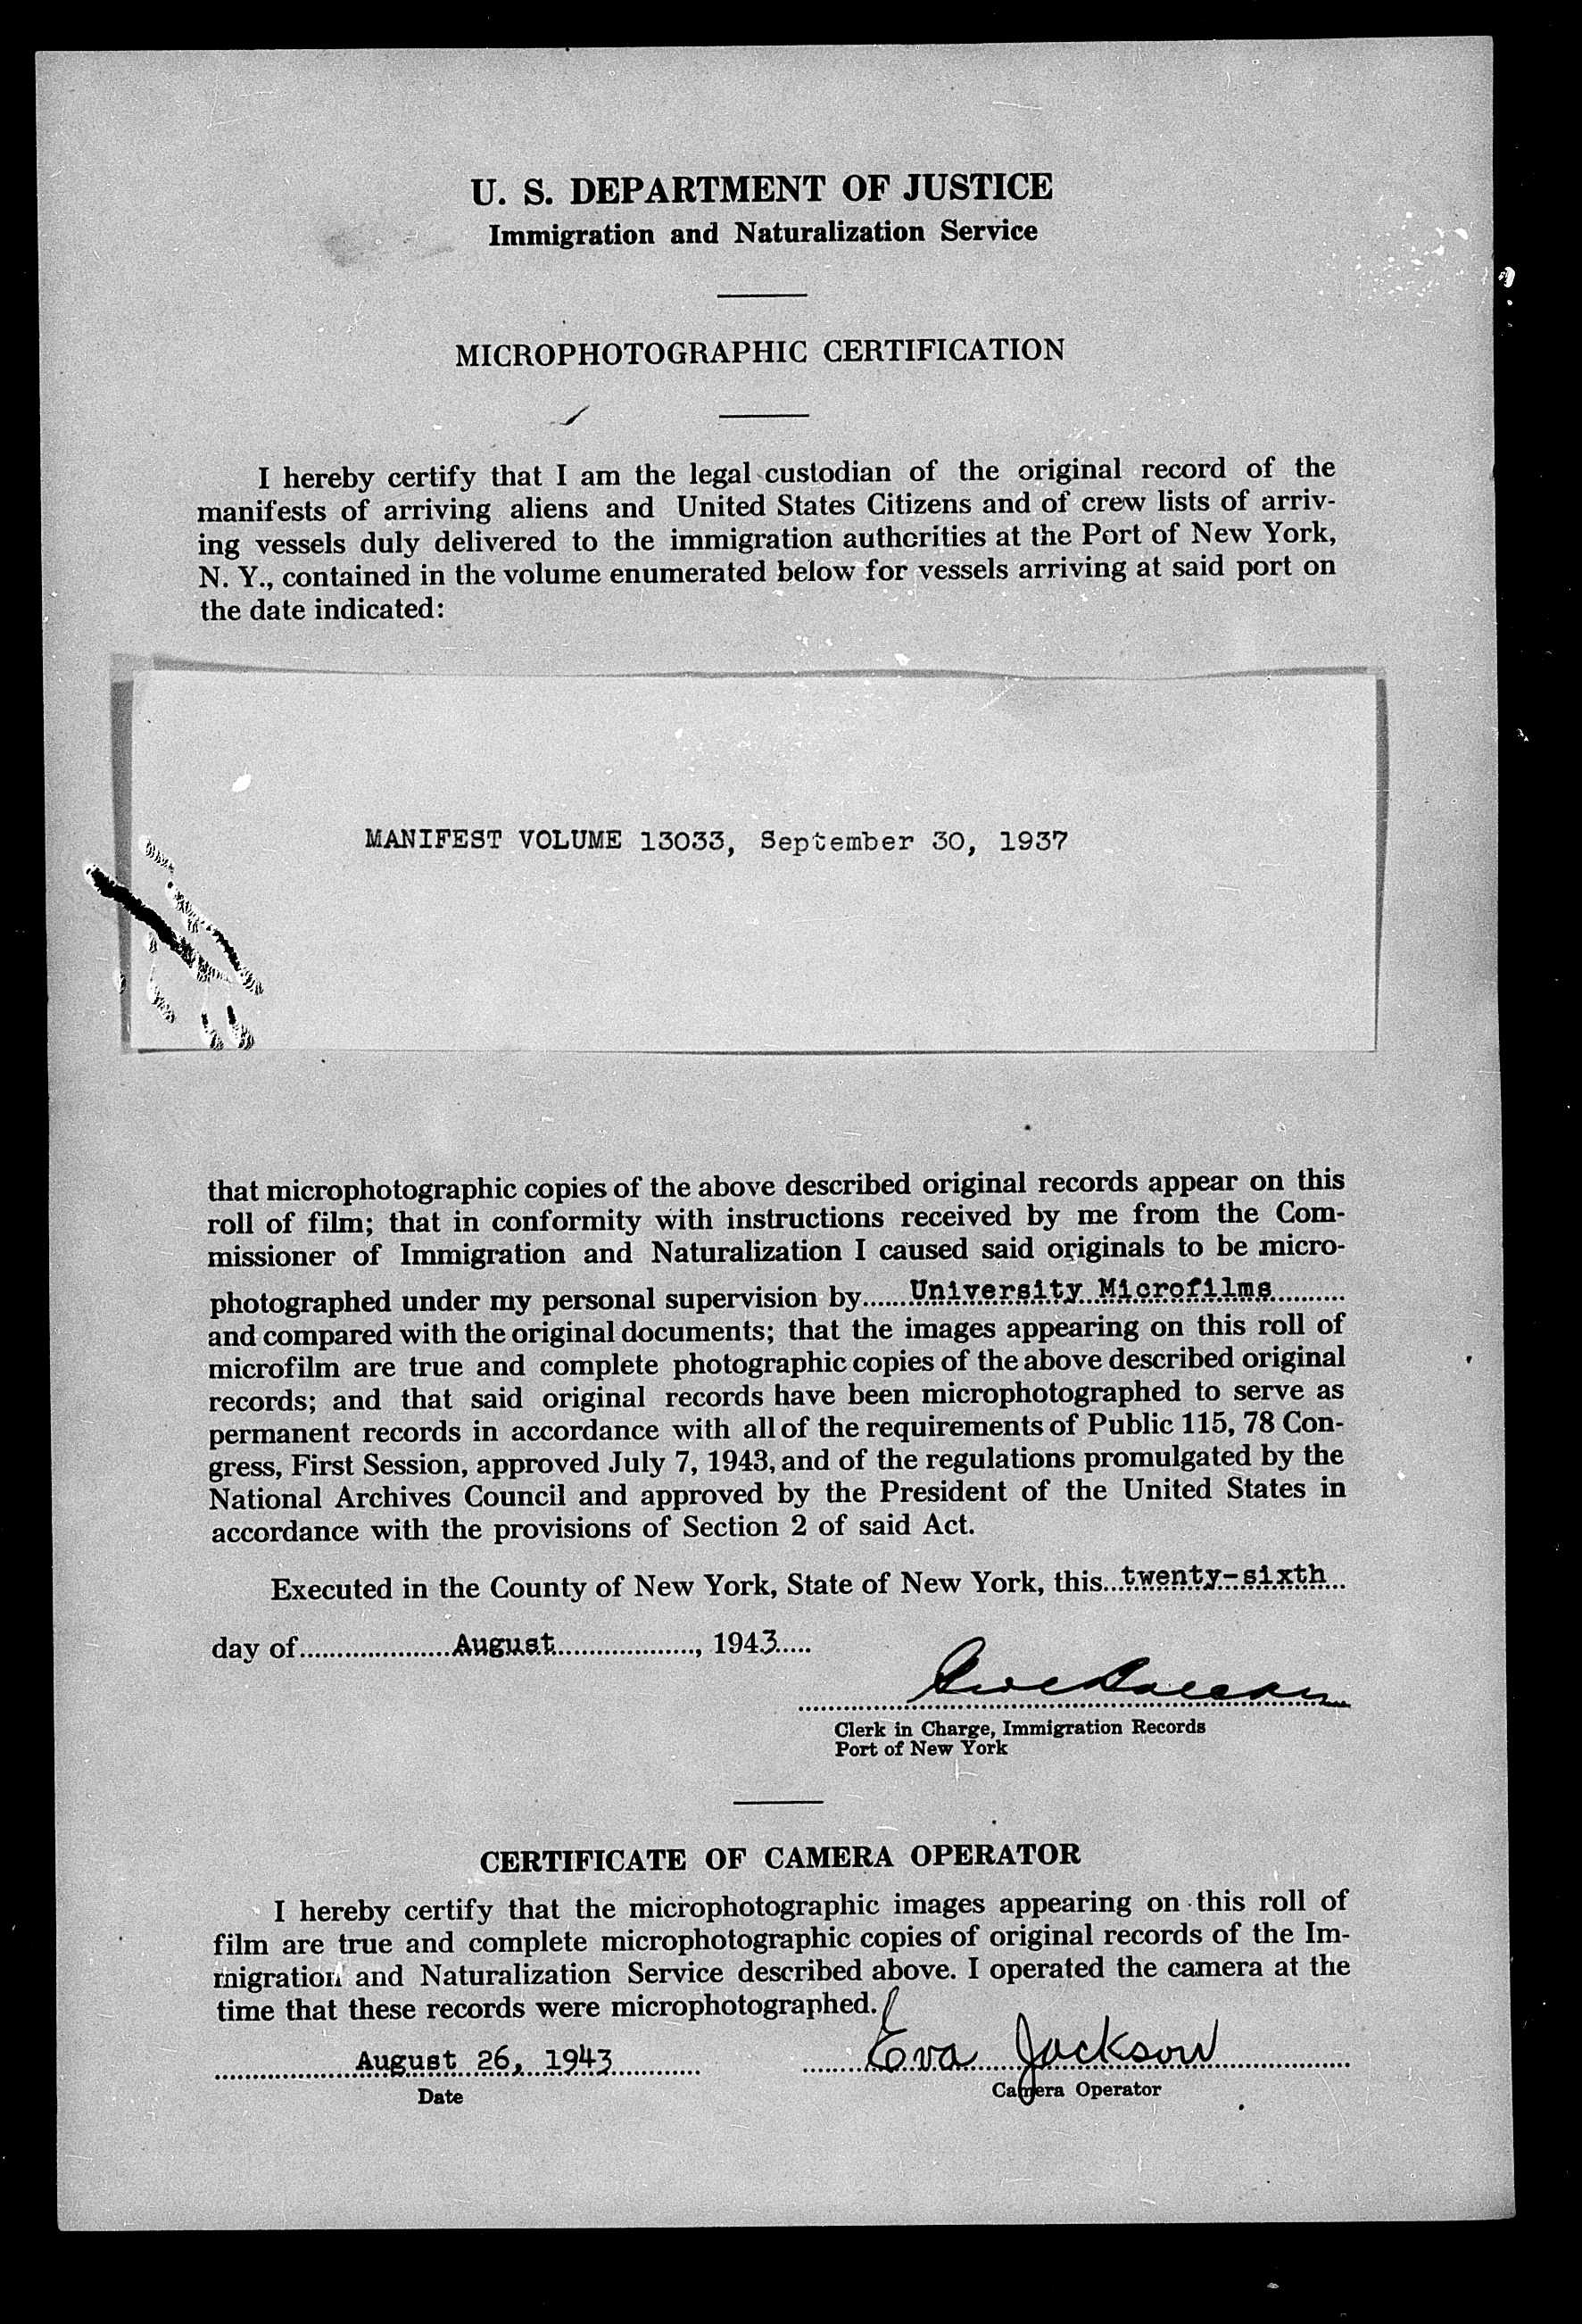 U. S. DEPARTMENT OF JUSTICE
Immigration and Naturalization Service
MICROPHOTOGRAPHIC CERTIFICATION
I hereby certify that I am the legal custodian of the original record of the
manifests of arriving aliens and United States Citizens and of crew lists of arriv-
ing vessels duly delivered to the immigration authorities at the Port of New York,
N. Y., contained in the volume enumerated below for vessels arriving at said port on
the date indicated:
MANIFEST VOLUME 13033, September 30, 1937
that microphotographic copies of the above described original records appear on this
roll of film; that in conformity with instructions received by me from the Com-
missioner of Immigration and Naturalization I caused said originals to be micro-
photographed under my personal supervision by......University Microfilms..........
and compared with the original documents; that the images appearing on this roll of
microfilm are true and complete photographic copies of the above described original
records; and that said original records have been microphotographed to serve as
permanent records in accordance with all of the requirements of Public 115, 78 Con-
gress, First Session, approved July 7, 1943, and of the regulations promulgated by the
National Archives Council and approved by the President of the United States in
accordance with the provisions of Section 2 of said Act.
Executed in the County of New York, State of New York, this...twenty-sixth...
day of....................August.................., 1943.....
Clerk in Charge, Immigration Records
Port of New York
CERTIFICATE OF CAMERA OPERATOR
I hereby certify that the microphotographic images appearing on this roll of
film are true and complete microphotographic copies of original records of the Im-
migration and Naturalization Service described above. I operated the camera at the
time that these records were microphotographed.
August 26, 1943 Eva Jackson
Date Camera Operator